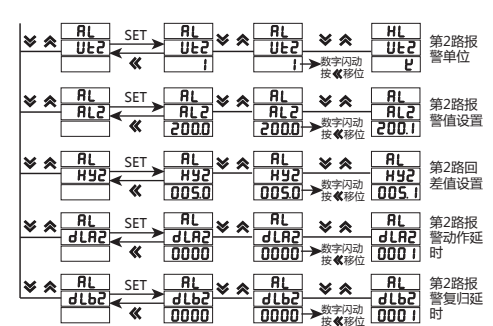 AL SET AL AL HL
Ut2 Ut2 Ut2 Ut2 第2路报
1 1 数字闪动 警单位
按《移位
AL SET AL AL AL
AL2 AL2 AL2 AL2 第2路报
200.0 200.0 数字闪动 200.1 警值设置
按《移位
AL SET AL AL AL
HY2 HY2 HY2 HY2 第2路回
005.0 005.0 数字闪动 005.1 差值设置
按《移位
AL SET AL AL AL 第2路报
dLA2 dLA2 dLA2 dLA2 警动作延
0000 0000 数字闪动 0001 时
按《移位
AL SET AL AL AL 第2路报
dLb2 dLb2 dLb2 dLb2 警复归延
0000 0000 数字闪动 0001 时
按《移位